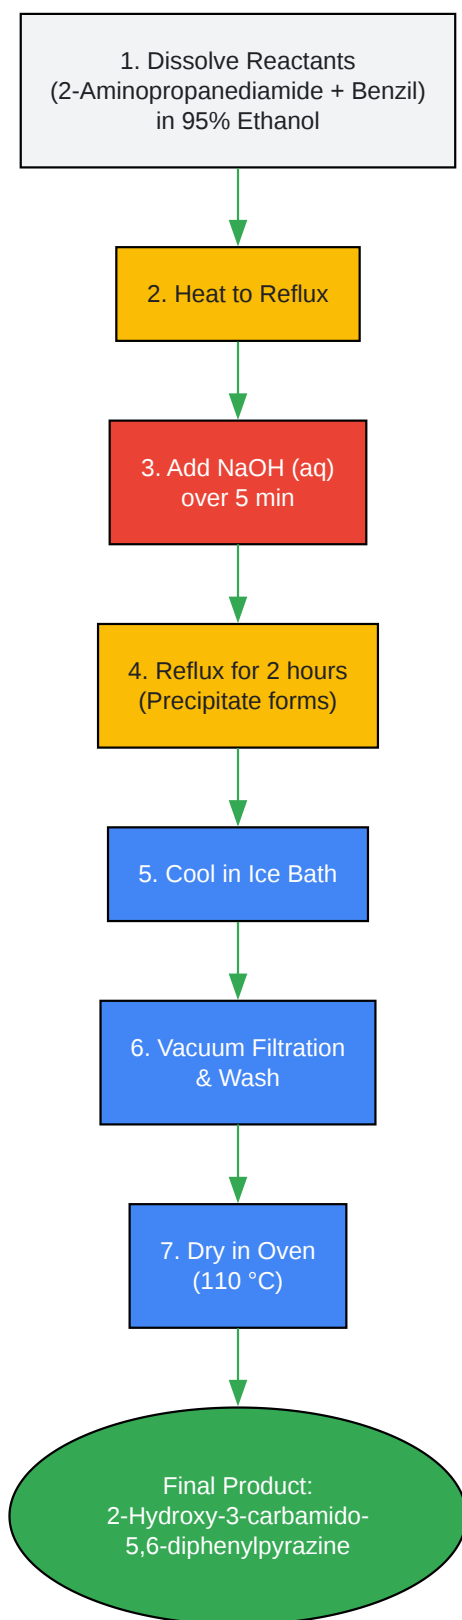 1. Dissolve Reactants
(2-Aminopropanediamide + Benzil)
in 95% Ethanol
2. Heat to Reflux
3. Add NaOH (aq)
over 5 min
4. Reflux for 2 hours
(Precipitate forms)
5. Cool in Ice Bath
6. Vacuum Filtration
& Wash
7. Dry in Oven
(110 °C)
Final Product:
2-Hydroxy-3-carbamido-
5,6-diphenylpyrazine